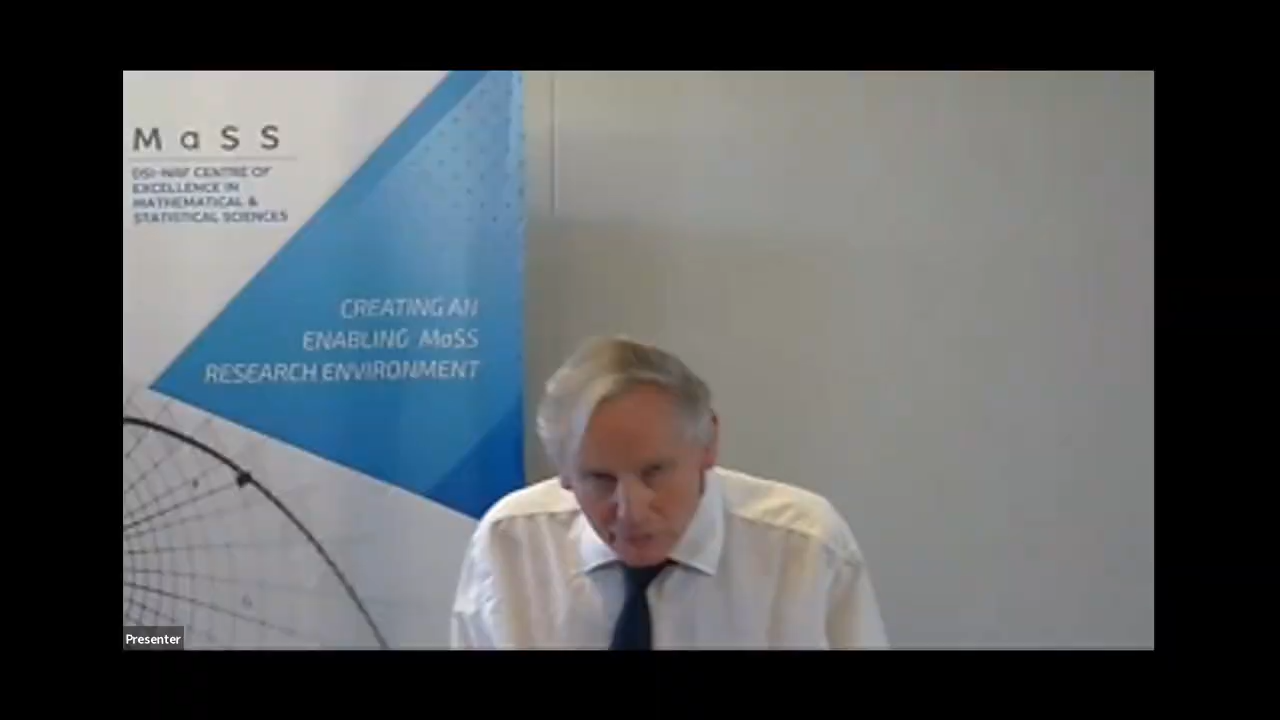 MaSS
DSI-NRF CENTRE OF
EXCELLENCE IN
MATHEMATICAL &
STATISTICAL SCIENCES
CREATING AN
ENABLING MaSS
RESEARCH ENVIRONMENT
Presenter